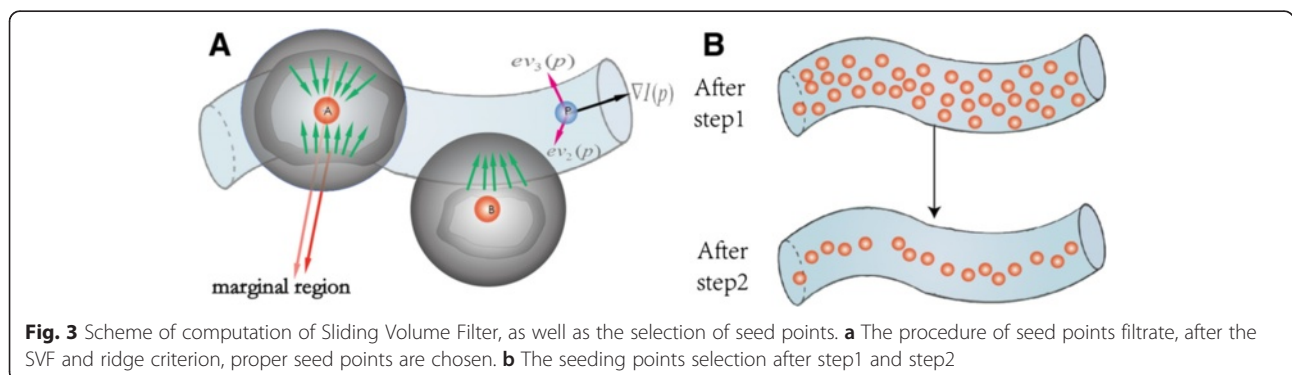 A
A
ev₃(p)
∇I(p)
P
ev₂(p)
B
marginal region
B
After
step1
After
step2
Fig. 3 Scheme of computation of Sliding Volume Filter, as well as the selection of seed points. a The procedure of seed points filtrate, after the
SVF and ridge criterion, proper seed points are chosen. b The seeding points selection after step1 and step2